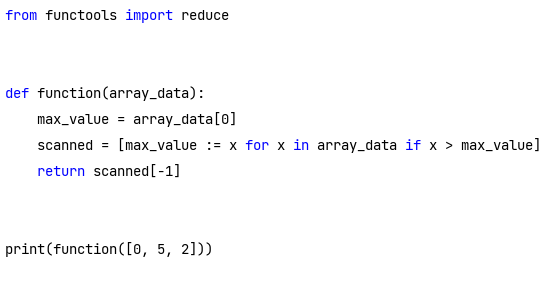 from functools import reduce
def function(array_data):
    max_value = array_data[0]
    scanned = [max_value := x for x in array_data if x > max_value]
    return scanned[-1]
print(function([0, 5, 2]))